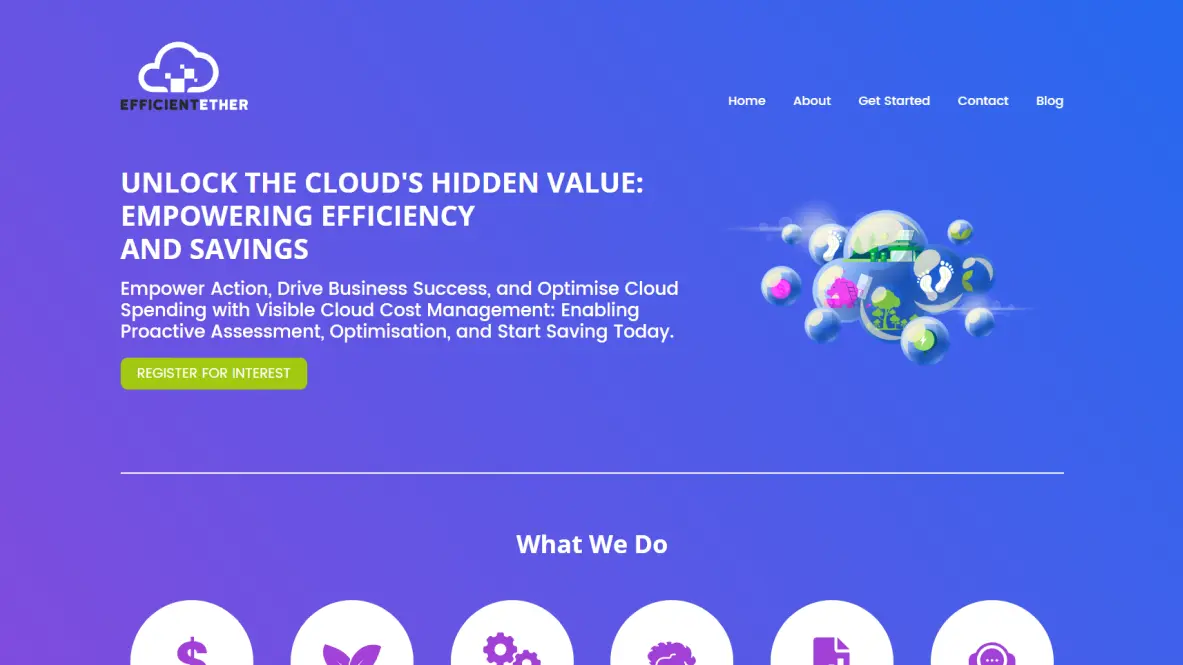 EFFICIENTETHER
Home About Get Started Contact Blog
UNLOCK THE CLOUD'S HIDDEN VALUE:
EMPOWERING EFFICIENCY
AND SAVINGS
Empower Action, Drive Business Success, and Optimise Cloud
Spending with Visible Cloud Cost Management: Enabling
Proactive Assessment, Optimisation, and Start Saving Today.
REGISTER FOR INTEREST
What We Do